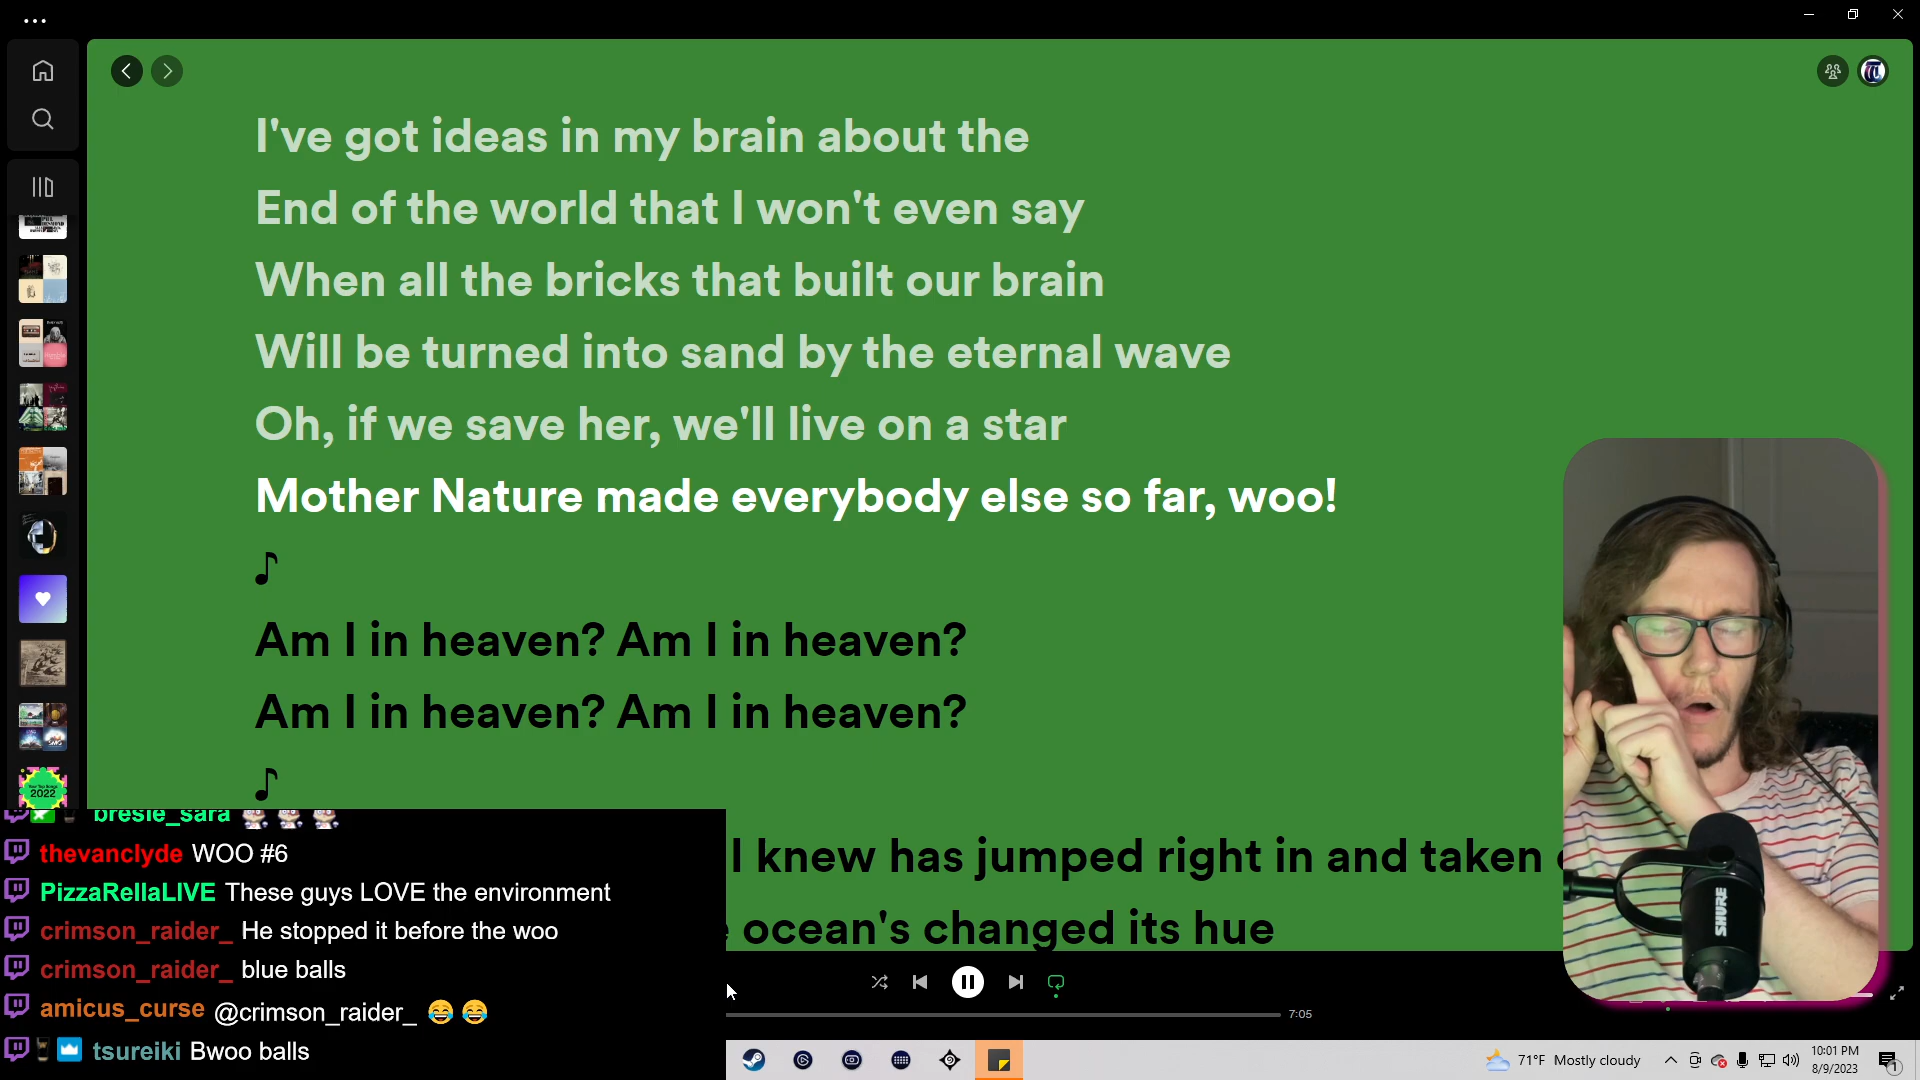 I've got ideas in my brain about the
End of the world that I won't even say
When all the bricks that built our brain
Will be turned into sand by the eternal wave
Oh, if we save her, we'll live on a star
Mother Nature made everybody else so far, woo!
♪
Am I in heaven? Am I in heaven?
Am I in heaven? Am I in heaven?
♪
I knew has jumped right in and taken
ocean's changed its hue
2022
bresie_sara
thevanclyde WOO #6
PizzaRellaLIVE These guys LOVE the environment
crimson_raider_ He stopped it before the woo
crimson_raider_ blue balls
amicus_curse @crimson_raider_ 😂 😂
tsureiki Bwoo balls
SHURE
7:05
71°F Mostly cloudy
10:01 PM
8/9/2023
1